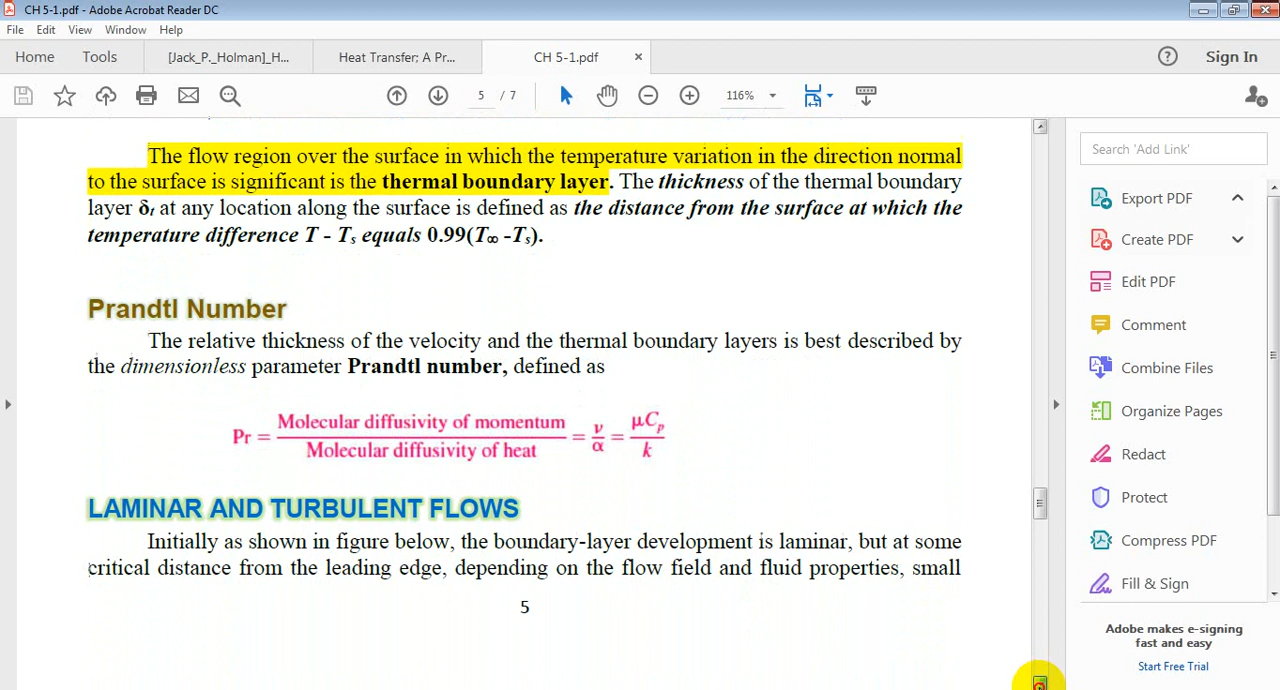 CH 5-1.pdf - Adobe Acrobat Reader DC
File Edit View Window Help
Home Tools [Jack_P._Holman]_H... Heat Transfer; A Pr... CH 5-1.pdf × ? Sign In
5 / 7 116%
The flow region over the surface in which the temperature variation in the direction normal
to the surface is significant is the thermal boundary layer. The thickness of the thermal boundary
layer δt at any location along the surface is defined as the distance from the surface at which the
temperature difference T - Ts equals 0.99(T∞ -Ts).
Prandtl Number
The relative thickness of the velocity and the thermal boundary layers is best described by
the dimensionless parameter Prandtl number, defined as
Pr = Molecular diffusivity of momentum / Molecular diffusivity of heat = ν/α = μCp/k
LAMINAR AND TURBULENT FLOWS
Initially as shown in figure below, the boundary-layer development is laminar, but at some
critical distance from the leading edge, depending on the flow field and fluid properties, small
5
Search 'Add Link'
Export PDF
Create PDF
Edit PDF
Comment
Combine Files
Organize Pages
Redact
Protect
Compress PDF
Fill & Sign
Adobe makes e-signing
fast and easy
Start Free Trial